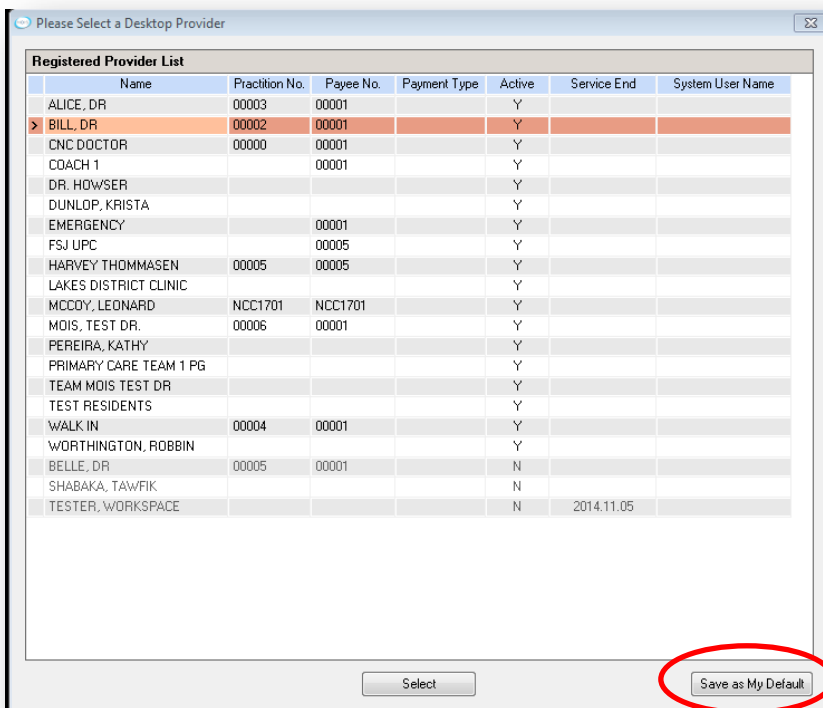 Please Select a Desktop Provider
Registered Provider List
Name Practition No. Payee No. Payment Type Active Service End System User Name
ALICE, DR 00003 00001 Y
> BILL, DR 00002 00001 Y
CNC DOCTOR 00000 00001 Y
COACH 1 00001 Y
DR. HOWSER Y
DUNLOP, KRISTA Y
EMERGENCY 00001 Y
FSJ UPC 00005 Y
HARVEY THOMMASEN 00005 00005 Y
LAKES DISTRICT CLINIC Y
MCCOY, LEONARD NCC1701 NCC1701 Y
MOIS, TEST DR. 00006 00001 Y
PEREIRA, KATHY Y
PRIMARY CARE TEAM 1 PG Y
TEAM MOIS TEST DR Y
TEST RESIDENTS Y
WALK IN 00004 00001 Y
WORTHINGTON, ROBBIN Y
BELLE, DR 00005 00001 N
SHABAKA, TAWFIK N
TESTER, WORKSPACE N 2014.11.05
Select Save as My Default